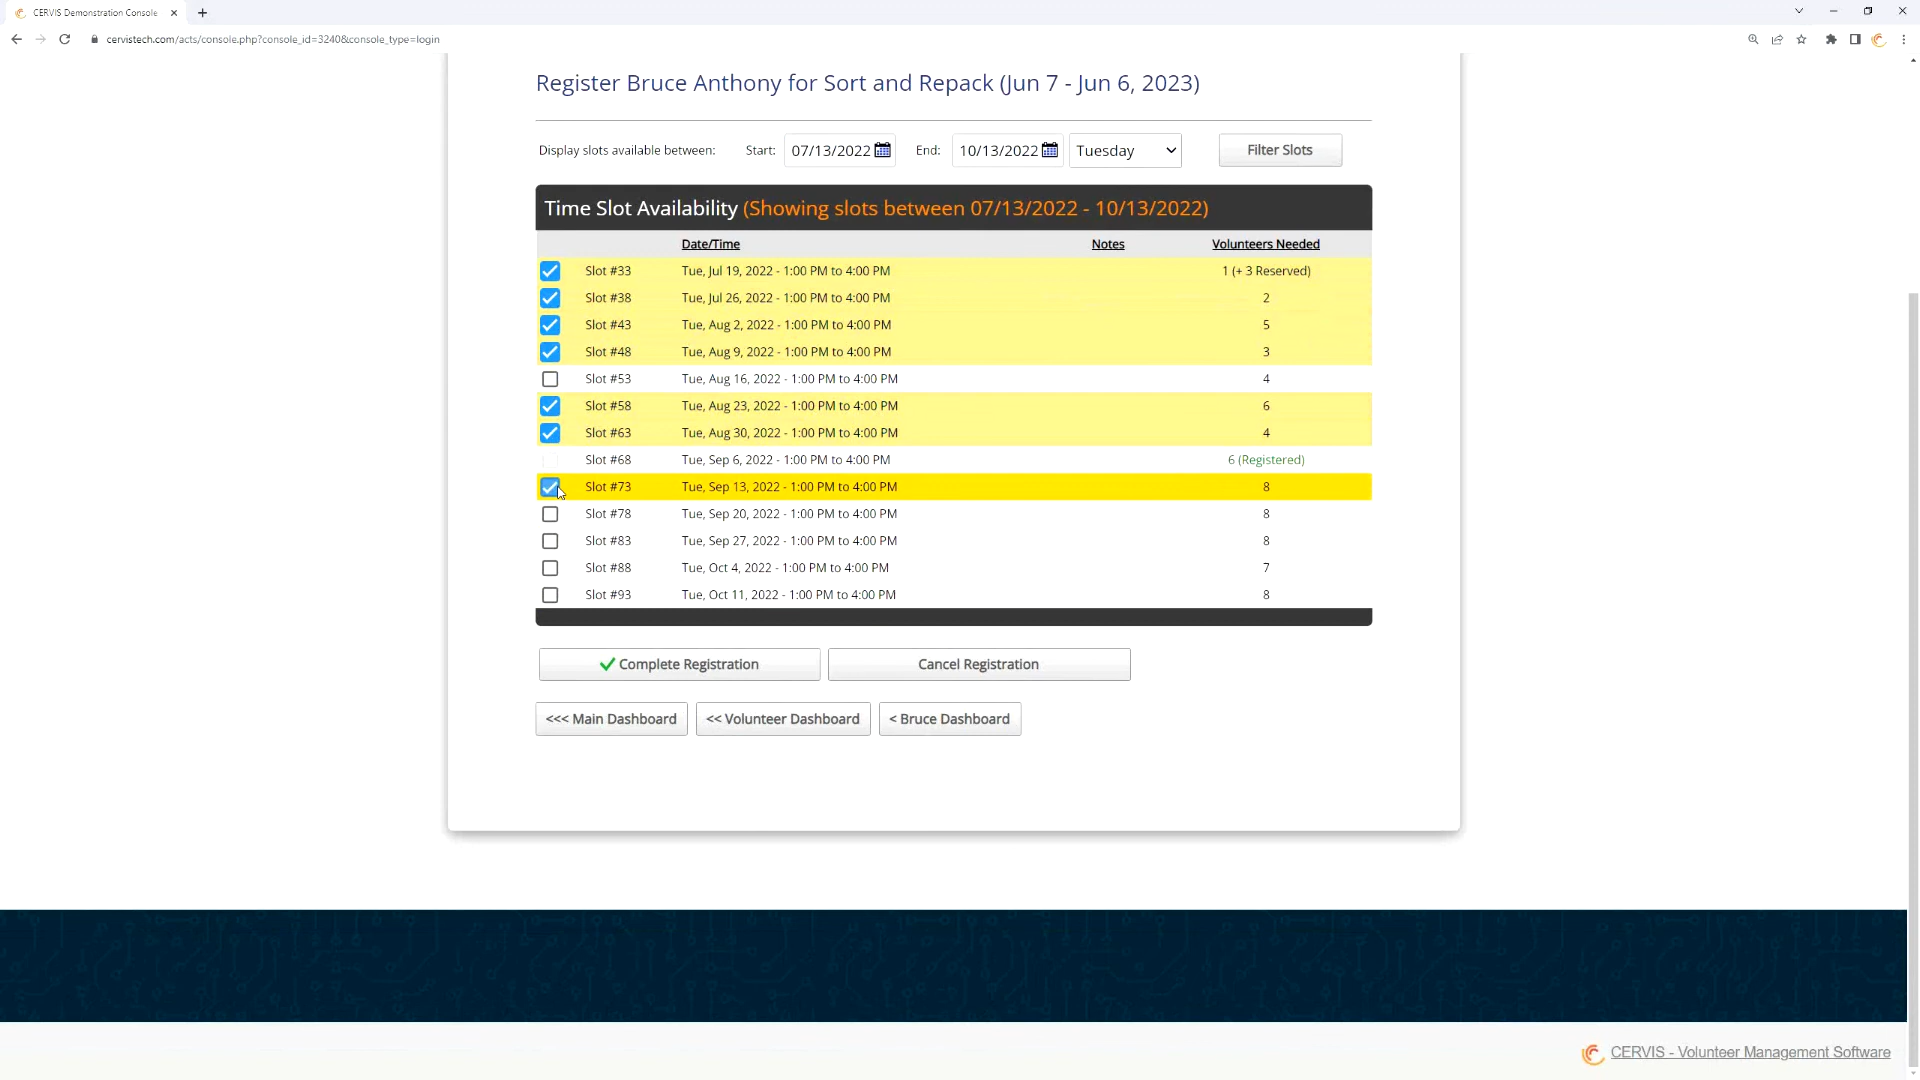 CERVIS Demonstration Console
cervistech.com/acts/console.php?console_id=3240&console_type=login
Register Bruce Anthony for Sort and Repack (Jun 7 - Jun 6, 2023)
Display slots available between: Start: 07/13/2022 End: 10/13/2022 Tuesday Filter Slots
Time Slot Availability (Showing slots between 07/13/2022 - 10/13/2022)
Date/Time Notes Volunteers Needed
Slot #33 Tue, Jul 19, 2022 - 1:00 PM to 4:00 PM 1 (+ 3 Reserved)
Slot #38 Tue, Jul 26, 2022 - 1:00 PM to 4:00 PM 2
Slot #43 Tue, Aug 2, 2022 - 1:00 PM to 4:00 PM 5
Slot #48 Tue, Aug 9, 2022 - 1:00 PM to 4:00 PM 3
Slot #53 Tue, Aug 16, 2022 - 1:00 PM to 4:00 PM 4
Slot #58 Tue, Aug 23, 2022 - 1:00 PM to 4:00 PM 6
Slot #63 Tue, Aug 30, 2022 - 1:00 PM to 4:00 PM 4
Slot #68 Tue, Sep 6, 2022 - 1:00 PM to 4:00 PM 6 (Registered)
Slot #73 Tue, Sep 13, 2022 - 1:00 PM to 4:00 PM 8
Slot #78 Tue, Sep 20, 2022 - 1:00 PM to 4:00 PM 8
Slot #83 Tue, Sep 27, 2022 - 1:00 PM to 4:00 PM 8
Slot #88 Tue, Oct 4, 2022 - 1:00 PM to 4:00 PM 7
Slot #93 Tue, Oct 11, 2022 - 1:00 PM to 4:00 PM 8
Complete Registration Cancel Registration
<<< Main Dashboard << Volunteer Dashboard < Bruce Dashboard
CERVIS - Volunteer Management Software